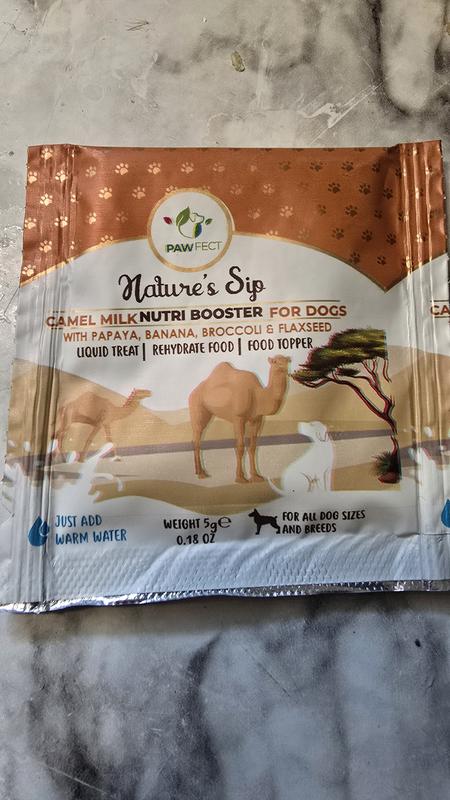 PAWFECT
Nature's Sip
CAMEL MILK NUTRI BOOSTER FOR DOGS
WITH PAPAYA, BANANA, BROCCOLI & FLAXSEED
LIQUID TREAT | REHYDRATE FOOD | FOOD TOPPER
CA
JUST ADD
WARM WATER
WEIGHT 5g℮
0.18 OZ
FOR ALL DOG SIZES
AND BREEDS